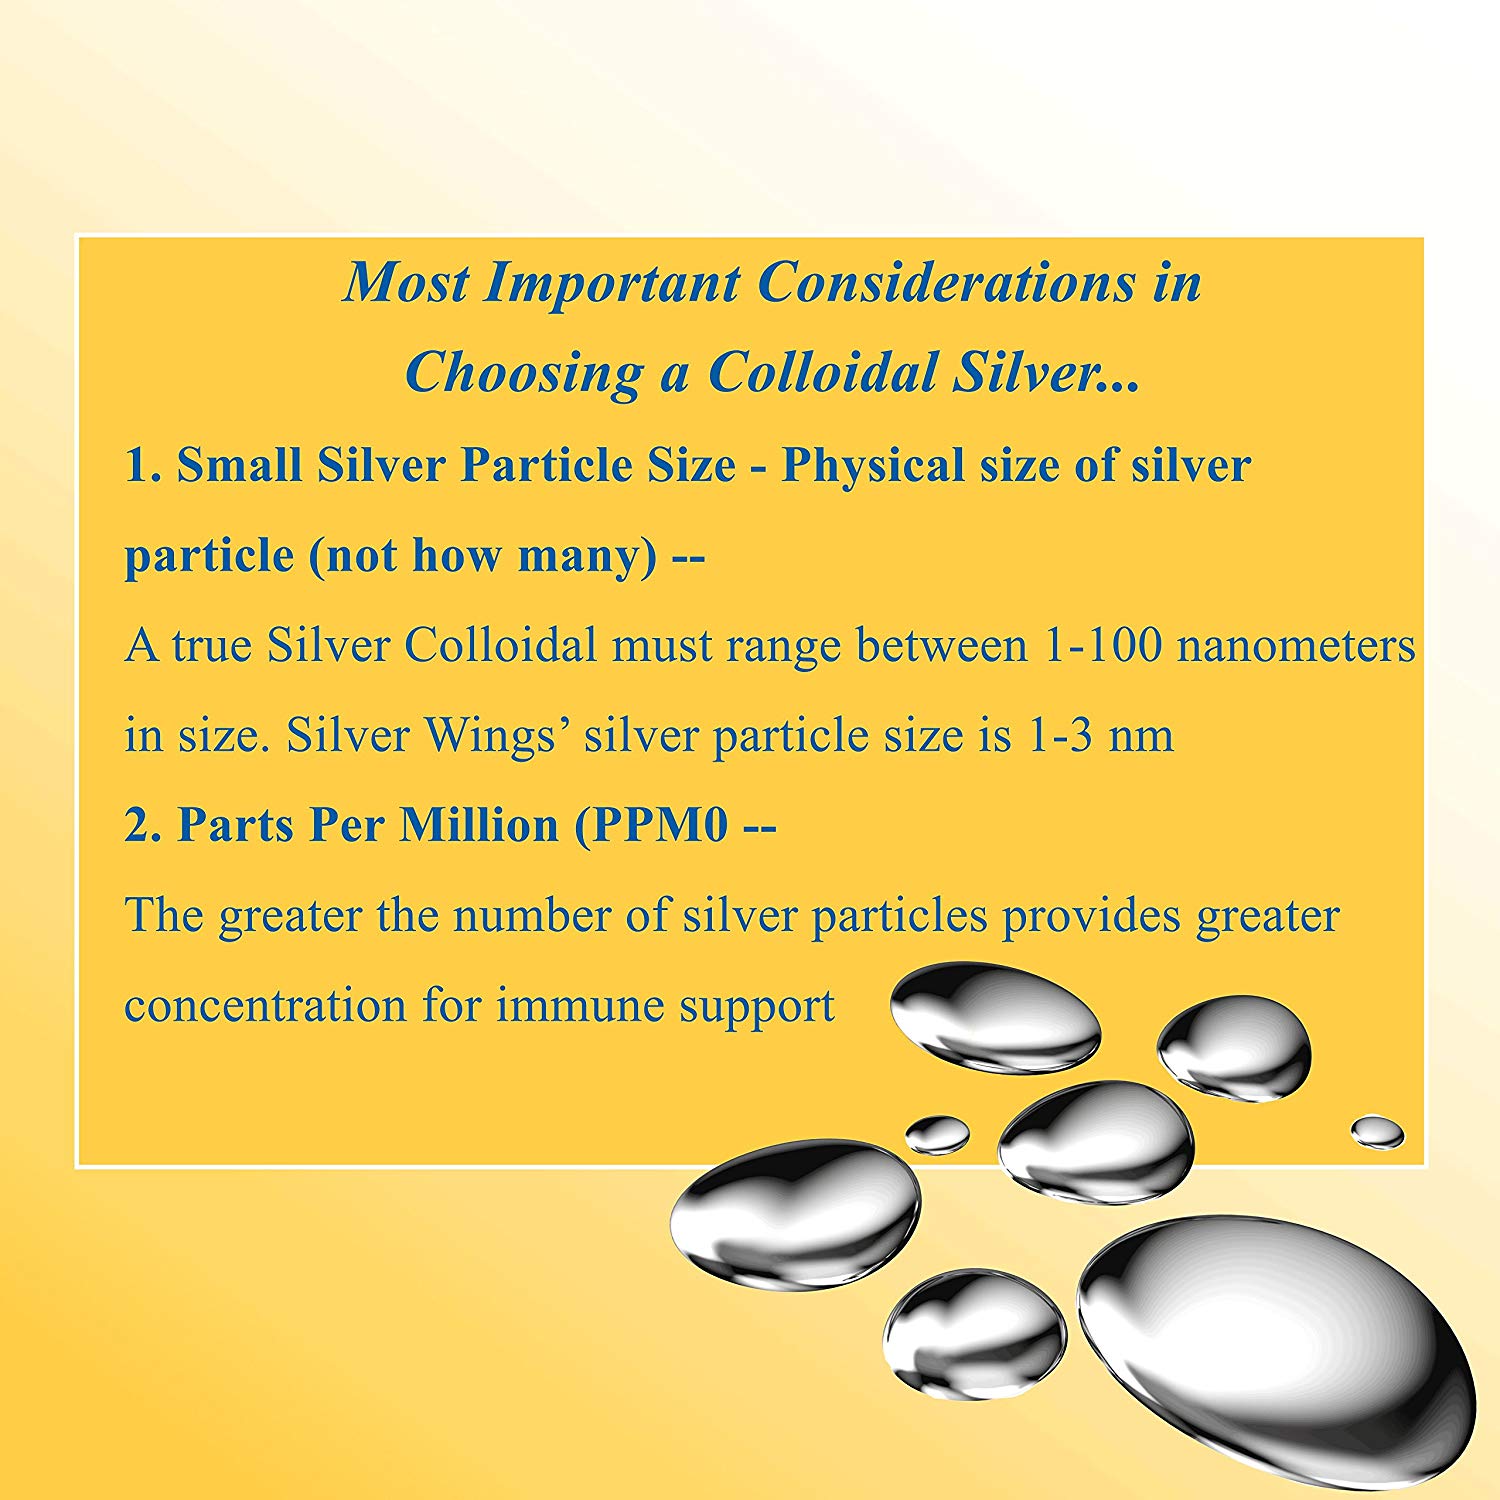 Most Important Considerations in
Choosing a Colloidal Silver...
1. Small Silver Particle Size - Physical size of silver
particle (not how many) --
A true Silver Colloidal must range between 1-100 nanometers
in size. Silver Wings’ silver particle size is 1-3 nm
2. Parts Per Million (PPM0 --
The greater the number of silver particles provides greater
concentration for immune support